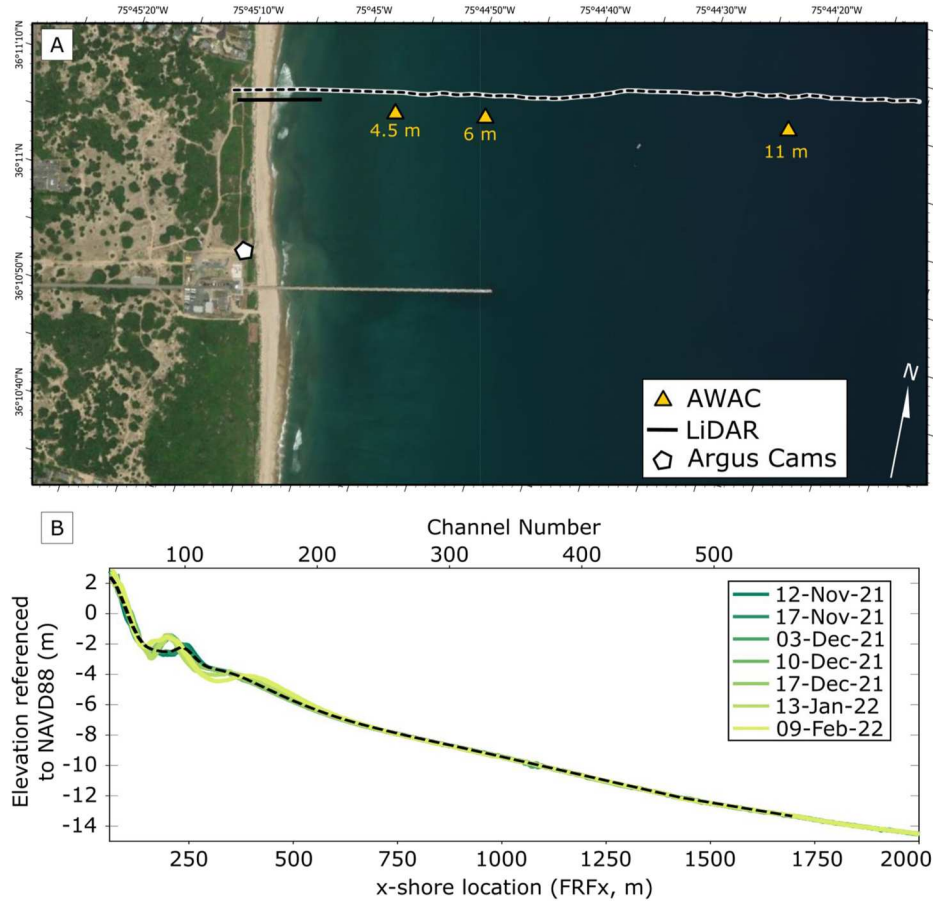 75°45'20"W 75°45'10"W 75°45'0"W 75°44'50"W 75°44'40"W 75°44'30"W 75°44'20"W
A
36°11'10"N
36°11'N
36°10'50"N
36°10'40"N
4.5 m
6 m
11 m
N
AWAC
LiDAR
Argus Cams
B
Channel Number
100 200 300 400 500
Elevation referenced
to NAVD88 (m)
2
0
-2
-4
-6
-8
-10
-12
-14
12-Nov-21
17-Nov-21
03-Dec-21
10-Dec-21
17-Dec-21
13-Jan-22
09-Feb-22
250 500 750 1000 1250 1500 1750 2000
x-shore location (FRFx, m)